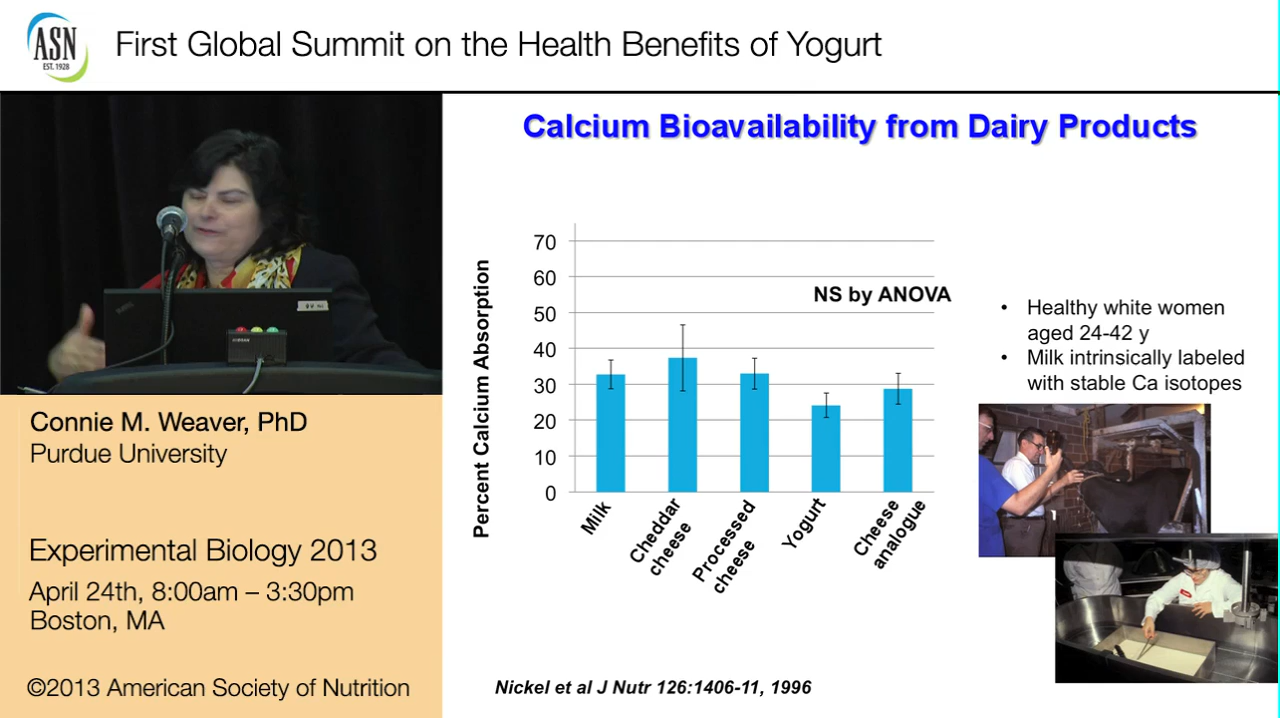 ASN
EST. 1928
First Global Summit on the Health Benefits of Yogurt
Connie M. Weaver, PhD
Purdue University
Experimental Biology 2013
April 24th, 8:00am – 3:30pm
Boston, MA
©2013 American Society of Nutrition
Calcium Bioavailability from Dairy Products
Percent Calcium Absorption
70
60
50
40
30
20
10
0
NS by ANOVA
Milk
Cheddar
cheese
Processed
cheese
Yogurt
Cheese
analogue
• Healthy white women
aged 24-42 y
• Milk intrinsically labeled
with stable Ca isotopes
Nickel et al J Nutr 126:1406-11, 1996